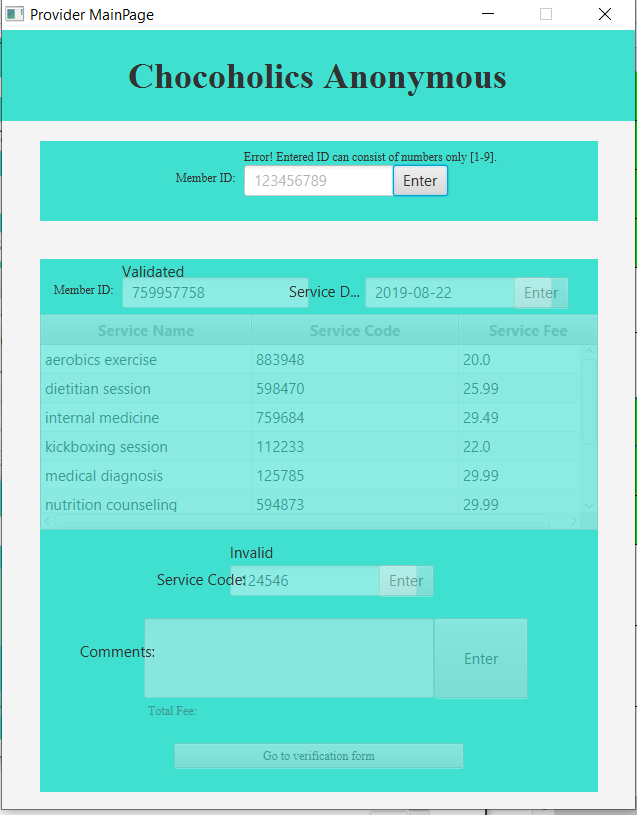 Provider MainPage
Chocoholics Anonymous
Error! Entered ID can consist of numbers only [1-9].
Member ID: 123456789 Enter
Validated
Member ID: 759957758 Service D... 2019-08-22 Enter
Service Name Service Code Service Fee
aerobics exercise 883948 20.0
dietitian session 598470 25.99
internal medicine 759684 29.49
kickboxing session 112233 22.0
medical diagnosis 125785 29.99
nutrition counseling 594873 29.99
Invalid
Service Code: 124546 Enter
Comments: Enter
Total Fee:
Go to verification form